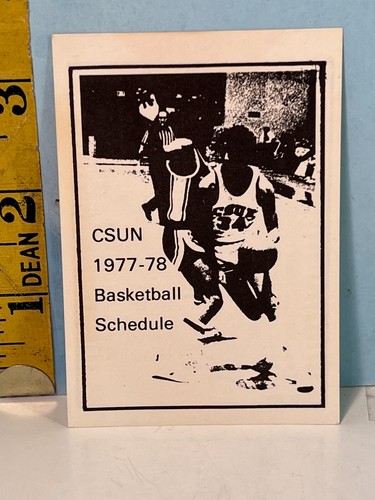 CSUN
1977-78
Basketball
Schedule
3
2
1
DEAN